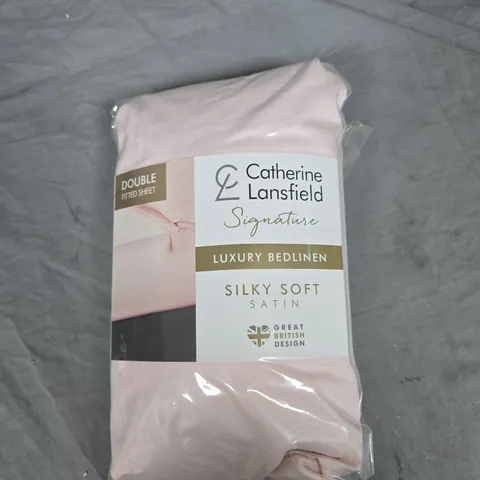 DOUBLE
FITTED SHEET
CL Catherine
Lansfield
Signature
LUXURY BEDLINEN
SILKY SOFT
SATIN
GREAT
BRITISH
DESIGN